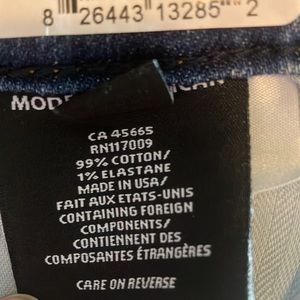 8 26443 13285 2
MOD
CA 45665
RN117009
99% COTTON/
1% ELASTANE
MADE IN USA/
FAIT AUX ETATS-UNIS
CONTAINING FOREIGN
COMPONENTS/
CONTIENNENT DES
COMPOSANTES ÉTRANGÈRES
CARE ON REVERSE